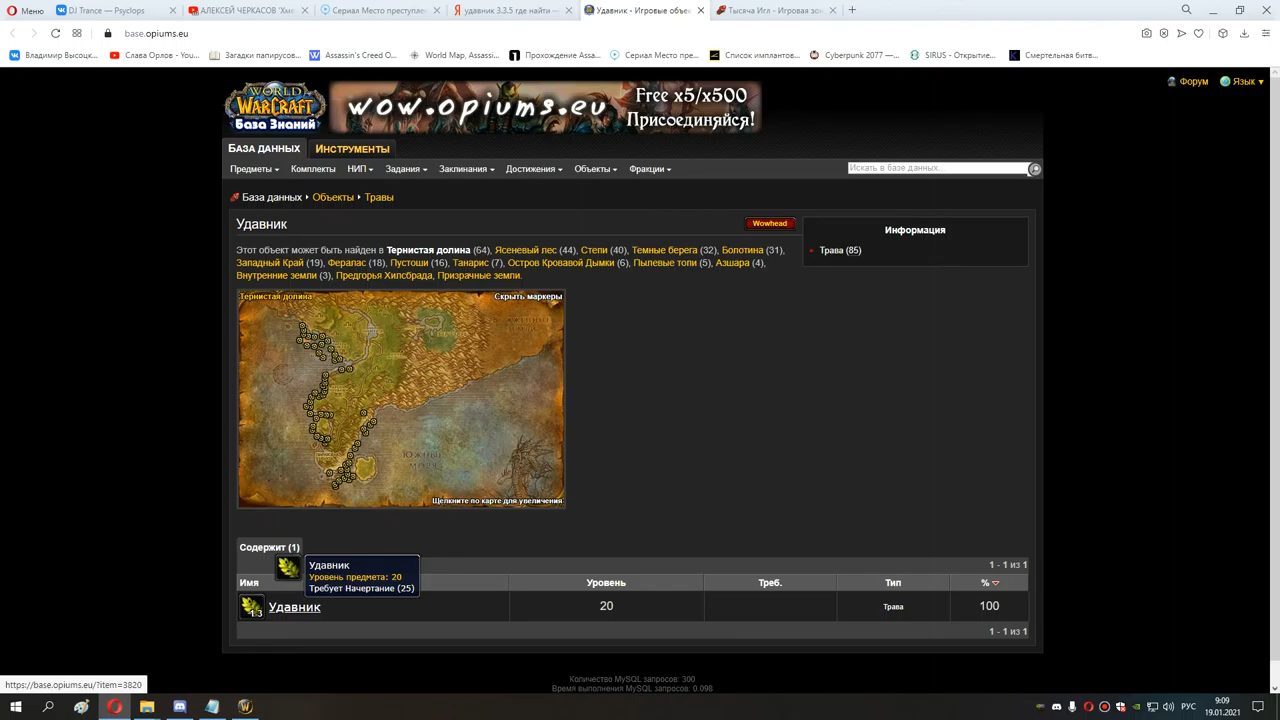 Меню
DJ Trance — Psyclops
АЛЕКСЕЙ ЧЕРКАСОВ "Хме
Сериал Место преступлен
удавник 3.3.5 где найти —
Удавник - Игровые объек
Тысяча Игл - Игровая зон
base.opiums.eu
Владимир Высоцк...
Слава Орлов - You...
Загадки папирусо...
Assassin's Creed O...
World Map, Assassi...
Прохождение Assa...
Сериал Место пре...
Список имплантов...
Cyberpunk 2077 —...
SIRUS - Открытие...
Смертельная битв...
WORLD
WARCRAFT
База Знаний
wow.opiums.eu
Free x5/x500
Присоединяйся!
Форум
Язык
База данных
Инструменты
Предметы
Комплекты
НИП
Задания
Заклинания
Достижения
Объекты
Фракции
Искать в базе данных...
База данных
Объекты
Травы
Удавник
Wowhead
Информация
Трава (85)
Этот объект может быть найден в Тернистая долина (64), Ясеневый лес (44), Степи (40), Темные берега (32), Болотина (31),
Западный Край (19), Ферапас (18), Пустоши (16), Танарис (7), Остров Кровавой Дымки (6), Пылевые топи (5), Азшара (4),
Внутренние земли (3), Предгорья Хилсбрада, Призрачные земли.
Тернистая долина
Скрыть маркеры
Щёлкните по карте для увеличения
Содержит (1)
Удавник
Уровень предмета: 20
Требует Начертание (25)
1 - 1 из 1
Имя
Уровень
Треб.
Тип
%
13
Удавник
20
Трава
100
1 - 1 из 1
Количество MySQL запросов: 300
Время выполнения MySQL запросов: 0.098
https://base.opiums.eu/?item=3820
РУС
9:09
19.01.2021